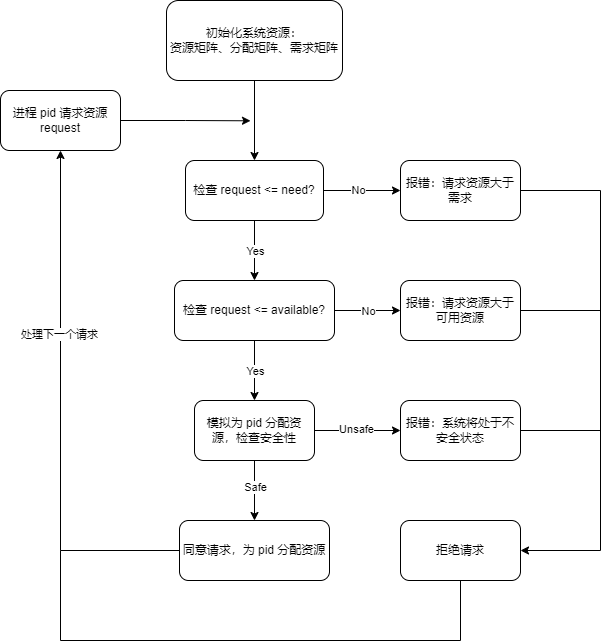 初始化系统资源：
资源矩阵、分配矩阵、需求矩阵
进程 pid 请求资源
request
检查 request <= need?
No
报错：请求资源大于
需求
Yes
检查 request <= available?
No
报错：请求资源大于
可用资源
处理下一个请求
Yes
模拟为 pid 分配资
源，检查安全性
Unsafe
报错：系统将处于不
安全状态
Safe
同意请求，为 pid 分配资源
拒绝请求